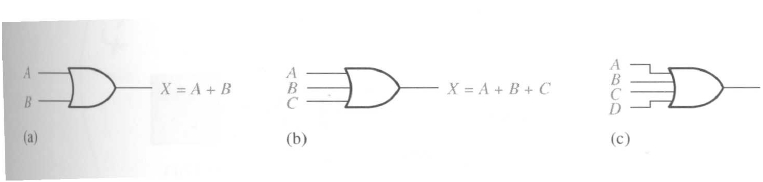 A
B
X = A + B
(a)
A
B
C
X = A + B + C
(b)
A
B
C
D
(c)